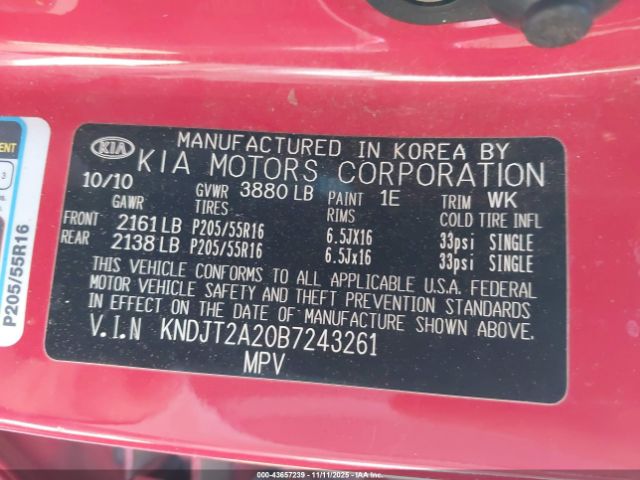 MANUFACTURED IN KOREA BY
KIA KIA MOTORS CORPORATION
10/10 GVWR 3880 LB PAINT 1E TRIM WK
GAWR TIRES RIMS COLD TIRE INFL
FRONT 2161 LB P205/55R16 6.5JX16 33psi SINGLE
REAR 2138 LB P205/55R16 6.5Jx16 33psi SINGLE
THIS VEHICLE CONFORMS TO ALL APPLICABLE U.S.A. FEDERAL
MOTOR VEHICLE SAFETY AND THEFT PREVENTION STANDARDS
IN EFFECT ON THE DATE OF MANUFACTURE SHOWN ABOVE.
V.I.N KNDJT2A20B7243261
MPV
3
P205/55R16
000-43657239 - 11/11/2025 - IAAI